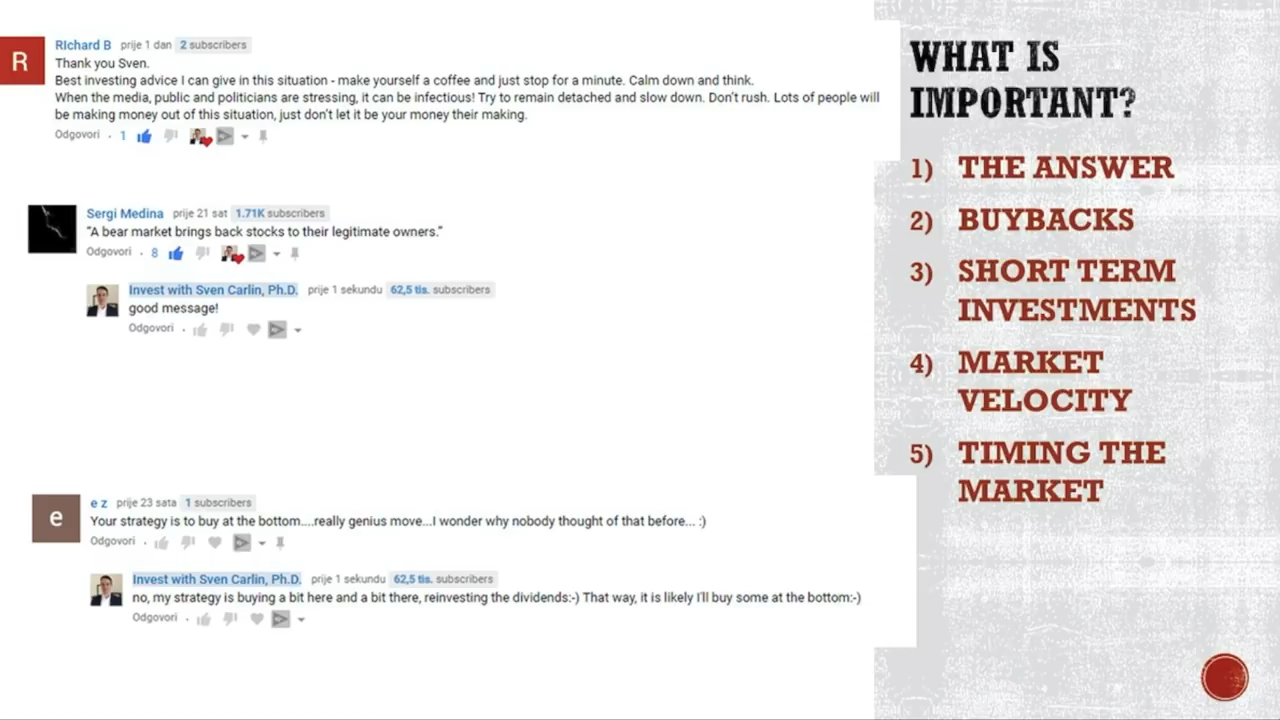 R
RIchard B prije 1 dan 2 subscribers
Thank you Sven.
Best investing advice I can give in this situation - make yourself a coffee and just stop for a minute. Calm down and think.
When the media, public and politicians are stressing, it can be infectious! Try to remain detached and slow down. Don't rush. Lots of people will
be making money out of this situation, just don't let it be your money their making.
Odgovori · 1
Sergi Medina prije 21 sat 1.71K subscribers
"A bear market brings back stocks to their legitimate owners."
Odgovori · 8
Invest with Sven Carlin, Ph.D. prije 1 sekundu 62,5 tis. subscribers
good message!
Odgovori ·
e
e z prije 23 sata 1 subscribers
Your strategy is to buy at the bottom....really genius move...I wonder why nobody thought of that before... :)
Odgovori ·
Invest with Sven Carlin, Ph.D. prije 1 sekundu 62,5 tis. subscribers
no, my strategy is buying a bit here and a bit there, reinvesting the dividends:-) That way, it is likely I'll buy some at the bottom:-)
Odgovori ·
WHAT IS
IMPORTANT?
1) THE ANSWER
2) BUYBACKS
3) SHORT TERM
INVESTMENTS
4) MARKET
VELOCITY
5) TIMING THE
MARKET